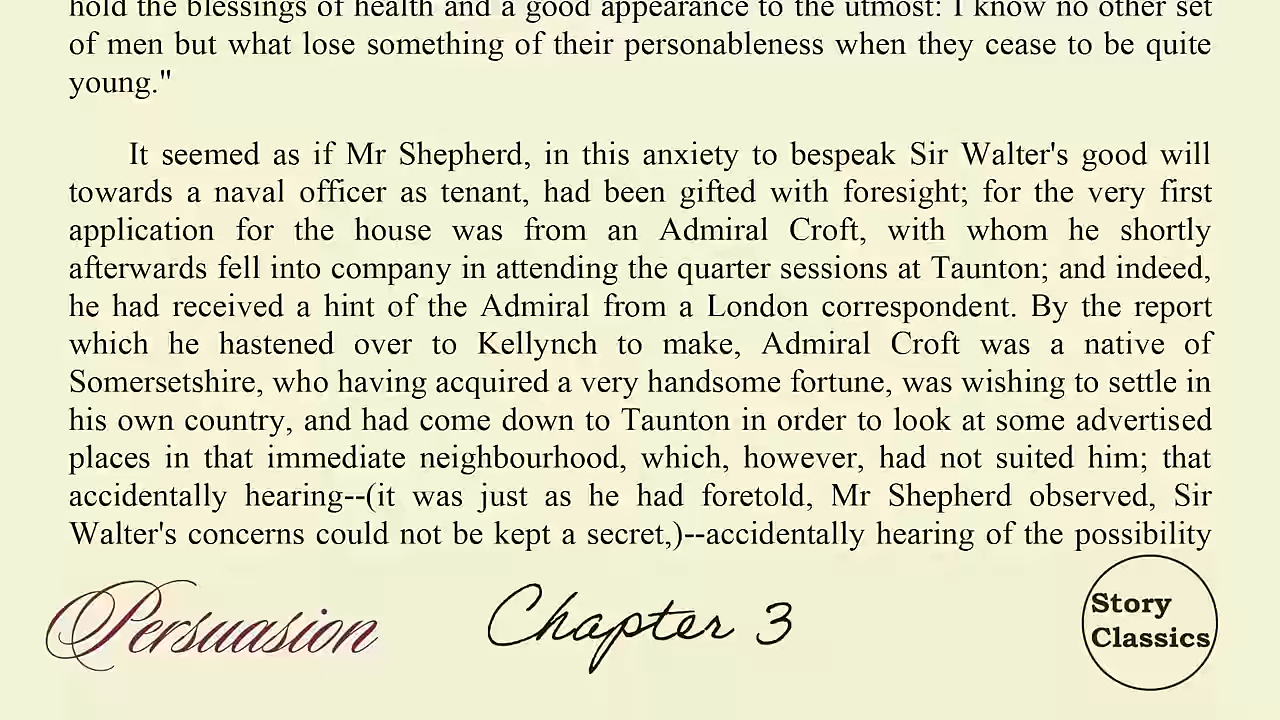 hold the blessings of health and a good appearance to the utmost: I know no other set
of men but what lose something of their personableness when they cease to be quite
young."
It seemed as if Mr Shepherd, in this anxiety to bespeak Sir Walter's good will
towards a naval officer as tenant, had been gifted with foresight; for the very first
application for the house was from an Admiral Croft, with whom he shortly
afterwards fell into company in attending the quarter sessions at Taunton; and indeed,
he had received a hint of the Admiral from a London correspondent. By the report
which he hastened over to Kellynch to make, Admiral Croft was a native of
Somersetshire, who having acquired a very handsome fortune, was wishing to settle in
his own country, and had come down to Taunton in order to look at some advertised
places in that immediate neighbourhood, which, however, had not suited him; that
accidentally hearing--(it was just as he had foretold, Mr Shepherd observed, Sir
Walter's concerns could not be kept a secret,)--accidentally hearing of the possibility
Persuasion
Chapter 3
Story
Classics